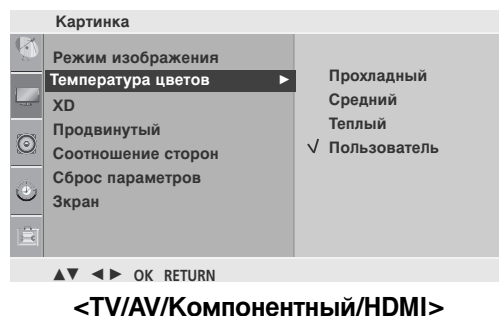 Картинка
Режим изображения
Температура цветов ►
XD
Продвинутый
Соотношение сторон
Сброс параметров
Зкран
Прохладный
Средний
Теплый
√ Пользователь
▲▼ ◄► OK RETURN
<TV/AV/Компонентный/HDMI>